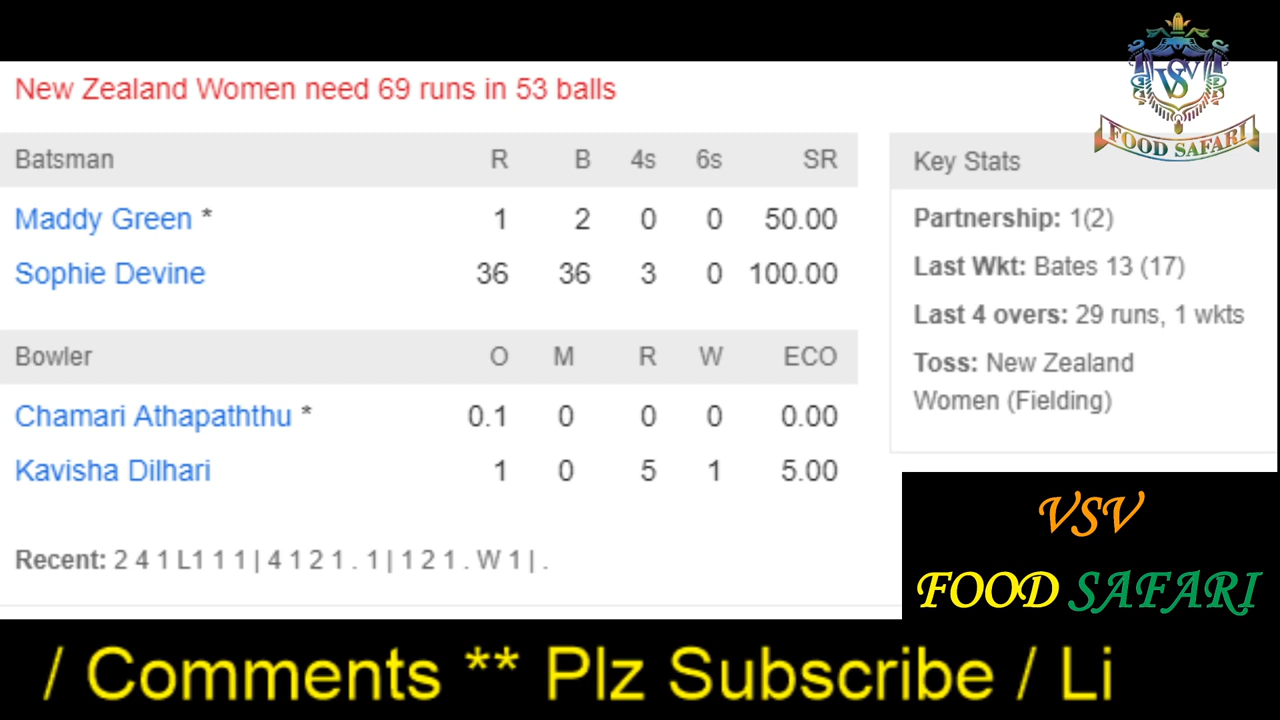 New Zealand Women need 69 runs in 53 balls
Batsman R B 4s 6s SR
Maddy Green * 1 2 0 0 50.00
Sophie Devine 36 36 3 0 100.00
Bowler O M R W ECO
Chamari Athapaththu * 0.1 0 0 0 0.00
Kavisha Dilhari 1 0 5 1 5.00
Recent: 2 4 1 L1 1 1 | 4 1 2 1 . 1 | 1 2 1 . W 1 | .
VSV
FOOD SAFARI
Key Stats
Partnership: 1(2)
Last Wkt: Bates 13 (17)
Last 4 overs: 29 runs, 1 wkts
Toss: New Zealand
Women (Fielding)
VSV
FOOD SAFARI
/ Comments ** Plz Subscribe / Li